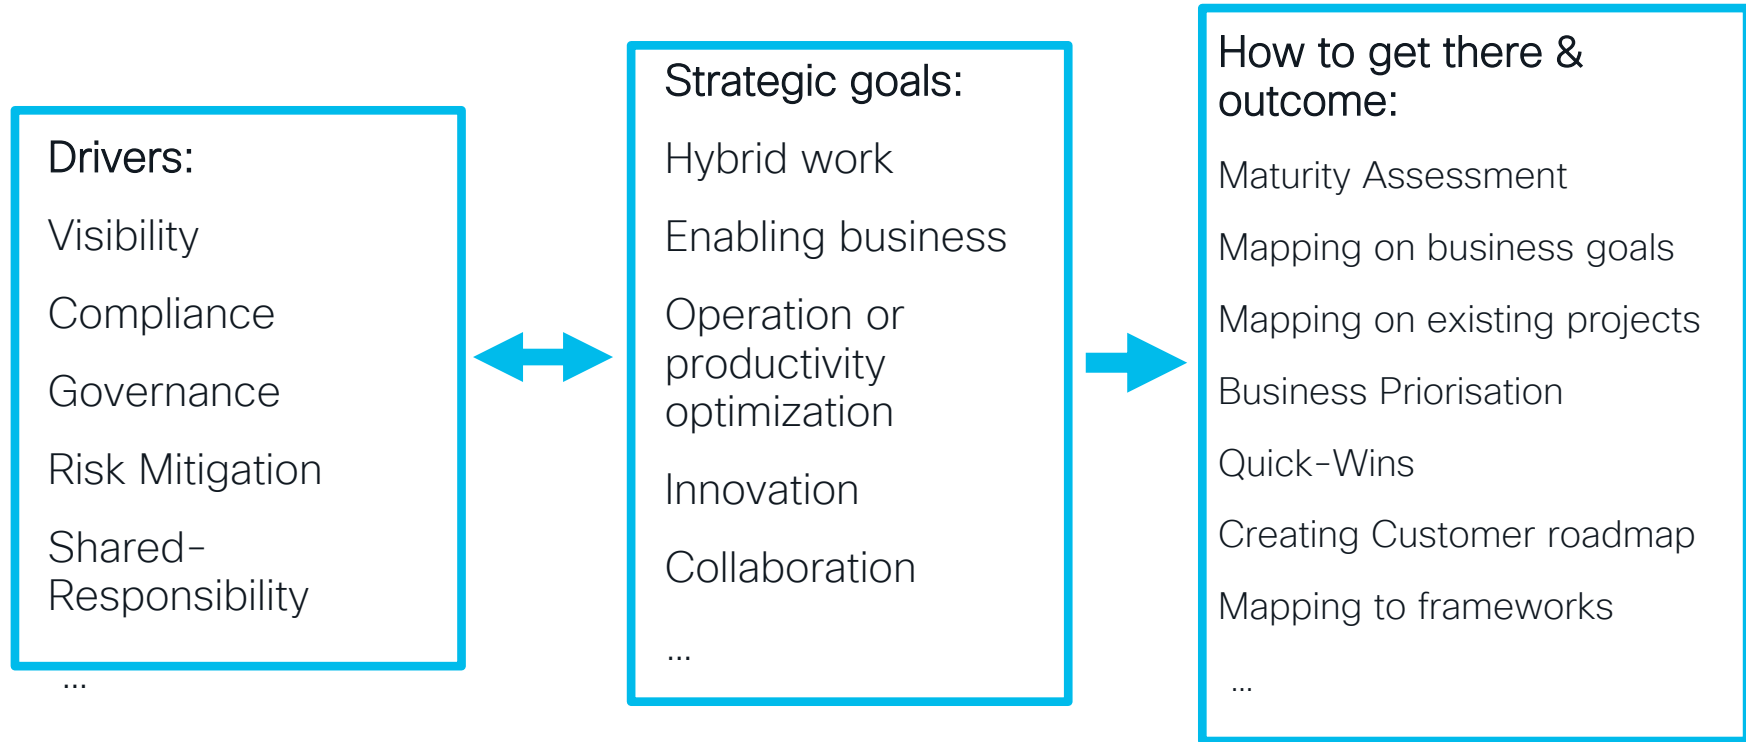 Drivers:
Visibility
Compliance
Governance
Risk Mitigation
Shared-
Responsibility
...
Strategic goals:
Hybrid work
Enabling business
Operation or
productivity
optimization
Innovation
Collaboration
...
How to get there &
outcome:
Maturity Assessment
Mapping on business goals
Mapping on existing projects
Business Priorisation
Quick-Wins
Creating Customer roadmap
Mapping to frameworks
...